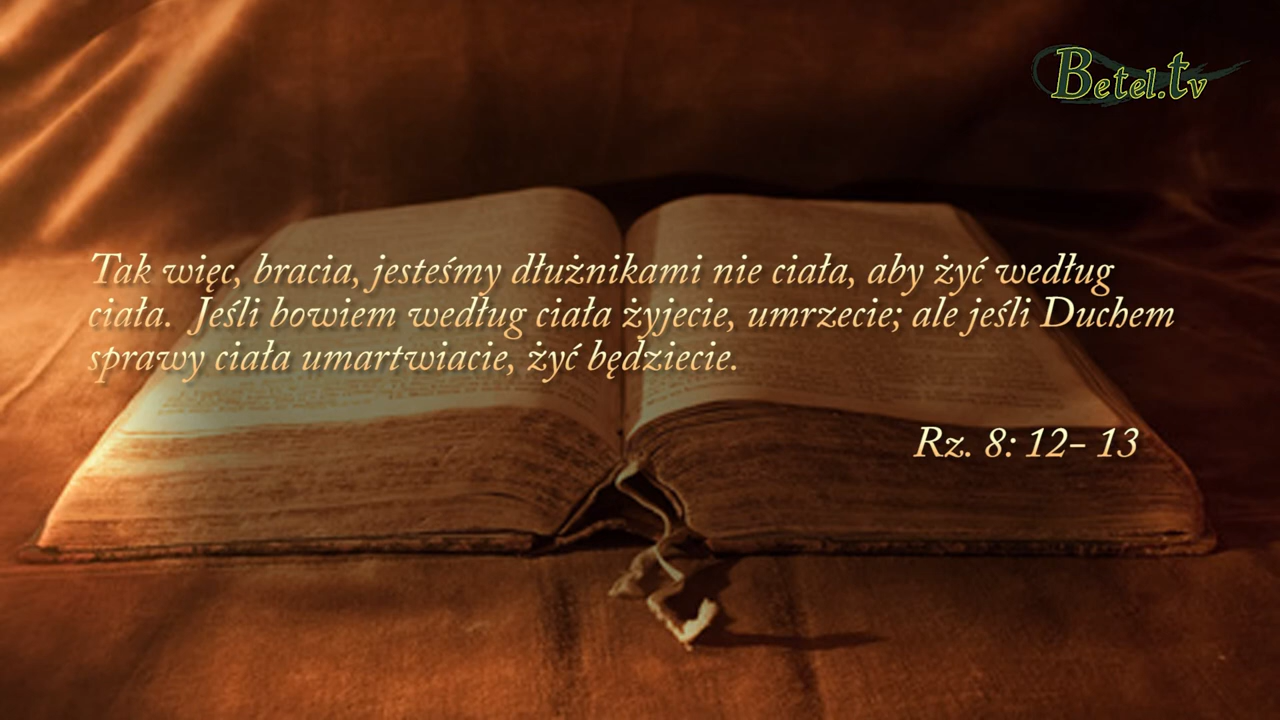 Betel.tv
Tak więc, bracia, jesteśmy dłużnikami nie ciała, aby żyć według
ciała. Jeśli bowiem według ciała żyjecie, umrzecie; ale jeśli Duchem
sprawy ciała umartwiacie, żyć będziecie.
Rz. 8: 12- 13